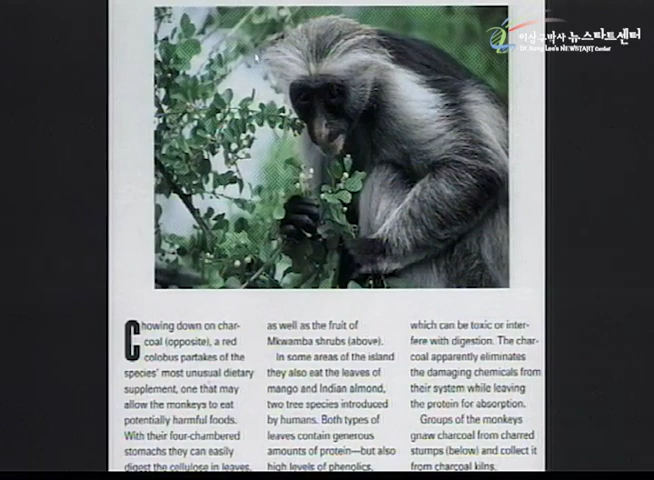 이상구박사 뉴스타트센터
Dr. Sang Lee's NEWSTART Center
Chowing down on char-
coal (opposite), a red
colobus partakes of the
species' most unusual dietary
supplement, one that may
allow the monkeys to eat
potentially harmful foods.
With their four-chambered
stomachs they can easily
digest the cellulose in leaves,
as well as the fruit of
Mkwamba shrubs (above).
In some areas of the island
they also eat the leaves of
mango and Indian almond,
two tree species introduced
by humans. Both types of
leaves contain generous
amounts of protein—but also
high levels of phenolics,
which can be toxic or inter-
fere with digestion. The char-
coal apparently eliminates
the damaging chemicals from
their system while leaving
the protein for absorption.
Groups of the monkeys
gnaw charcoal from charred
stumps (below) and collect it
from charcoal kilns.